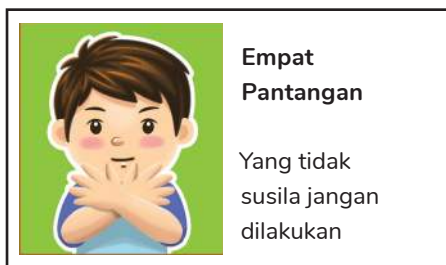 Empat
Pantangan
Yang tidak
susila jangan
dilakukan